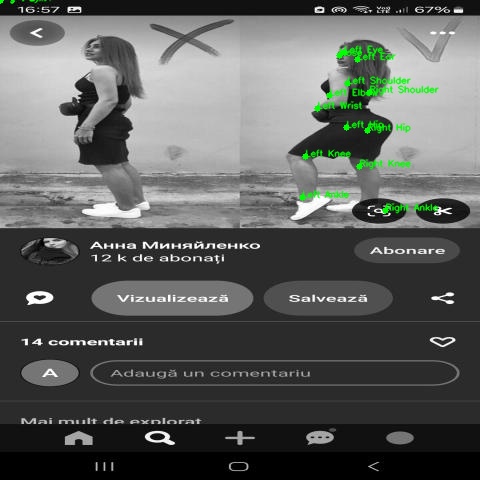 16:57
67%
Left Eye
Left Ear
Left Shoulder
Right Shoulder
Left Elbow
Left Wrist
Left Hip
Right Hip
Left Knee
Right Knee
Left Ankle
Right Ankle
Анна Миняйленко
12 k de abonați
Abonare
Vizualizează
Salvează
14 comentarii
A
Adaugă un comentariu
Mai mult de explorat